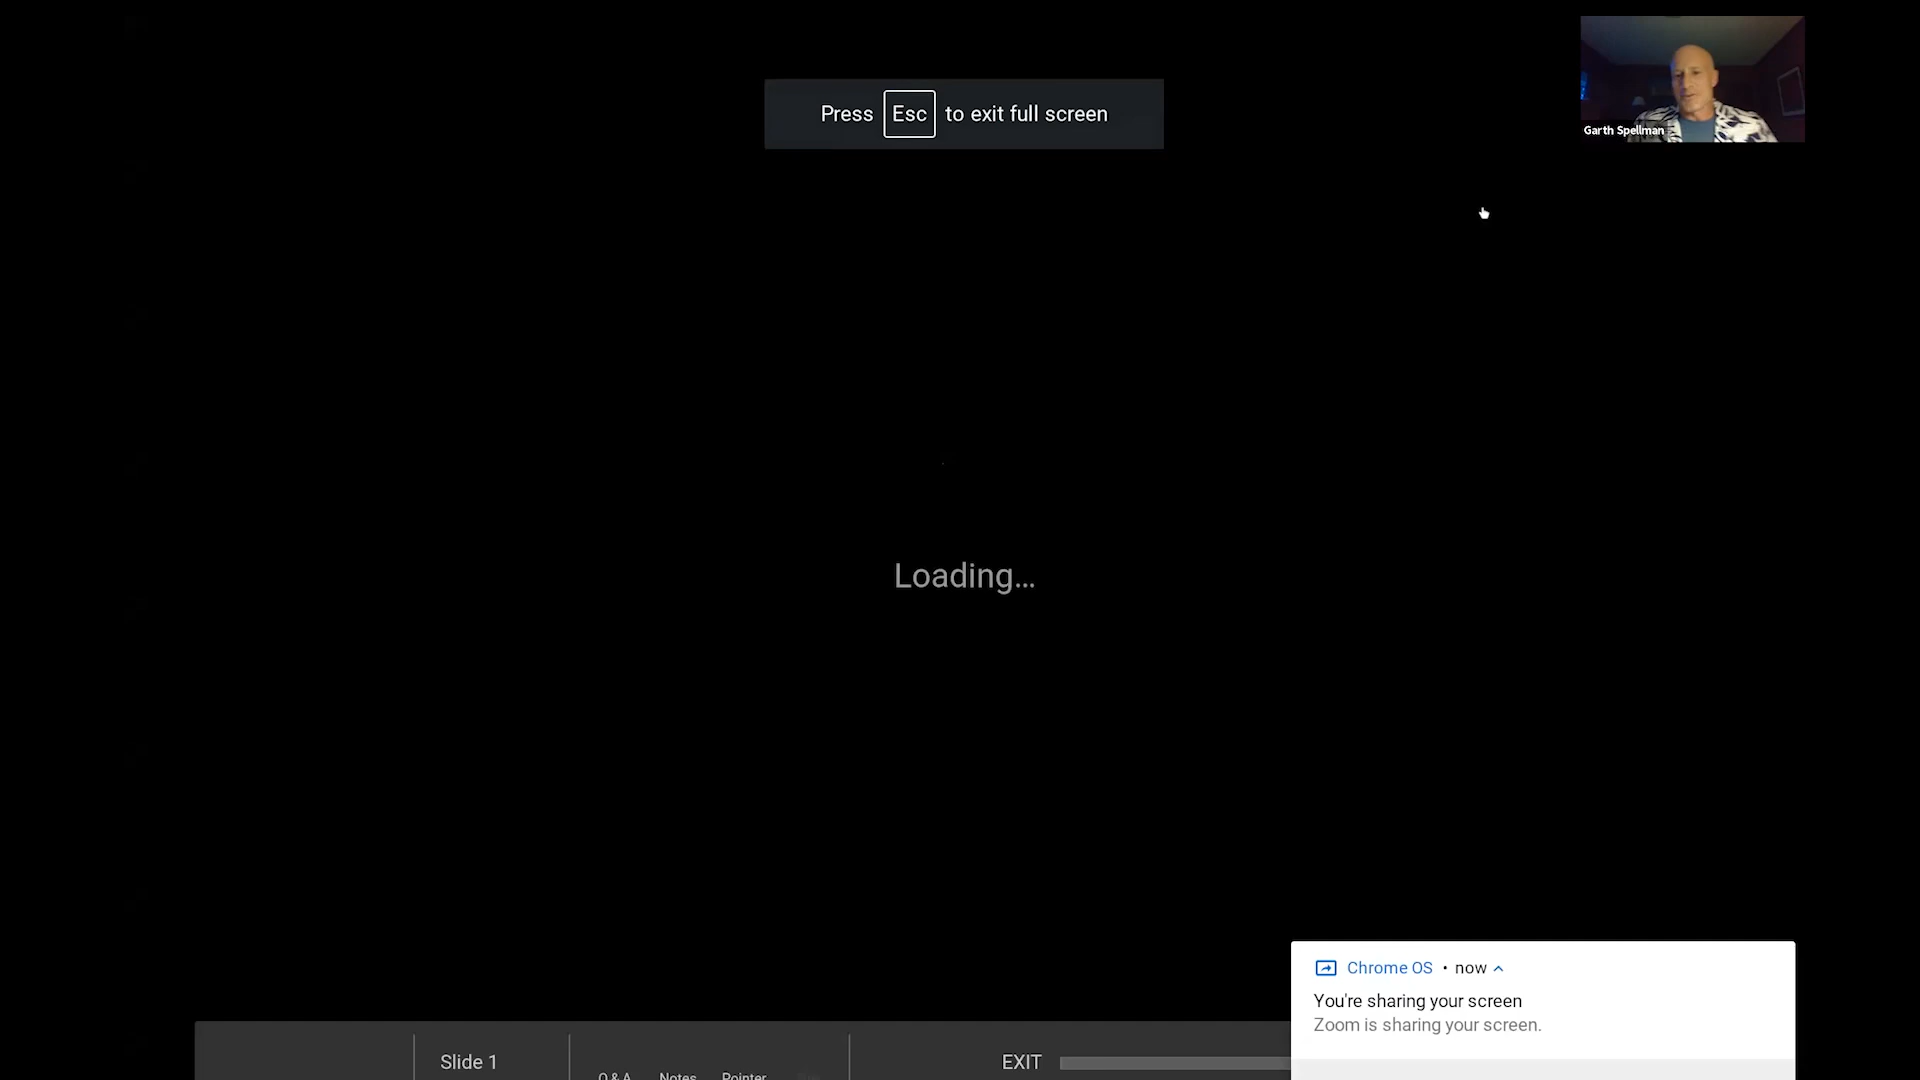 Press Esc to exit full screen
Garth Spellman
Loading...
Chrome OS • now
You're sharing your screen
Zoom is sharing your screen.
Slide 1
Q & A Notes Pointer
EXIT